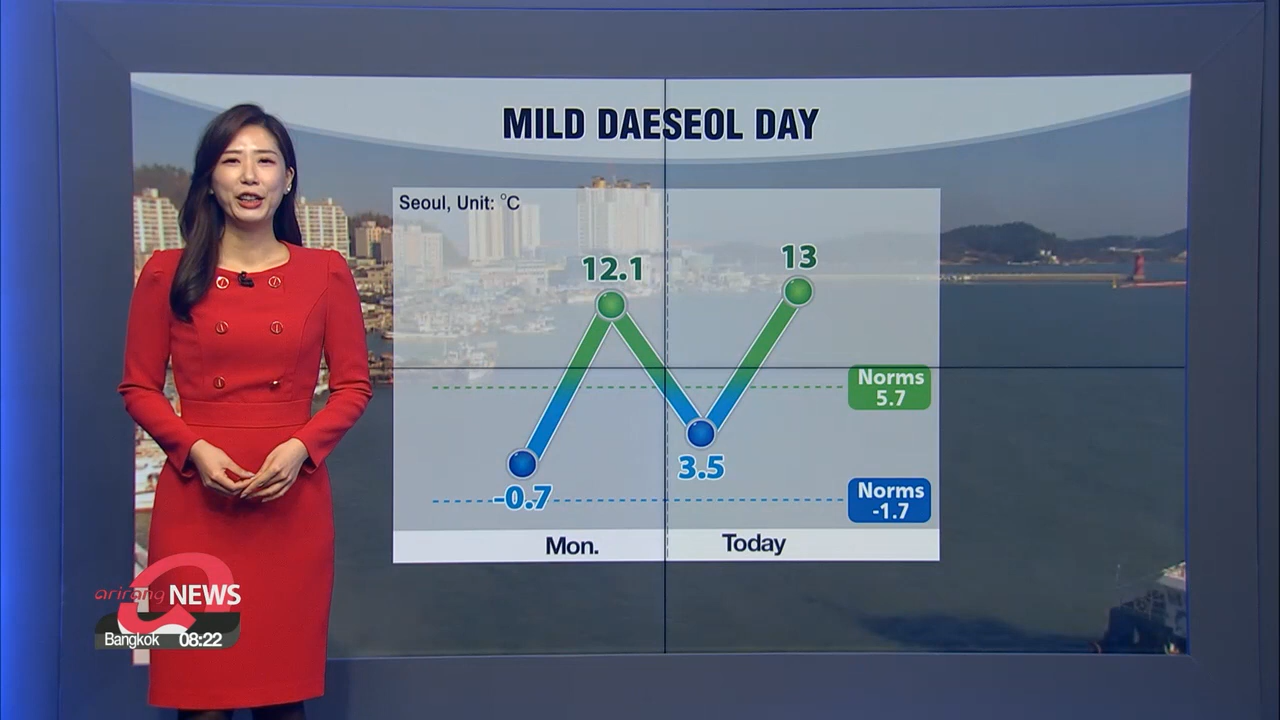 MILD DAESEOL DAY
Seoul, Unit: °C
12.1
13
Norms
5.7
3.5
-0.7
Norms
-1.7
Mon.
Today
arirang NEWS
Bangkok 08:22